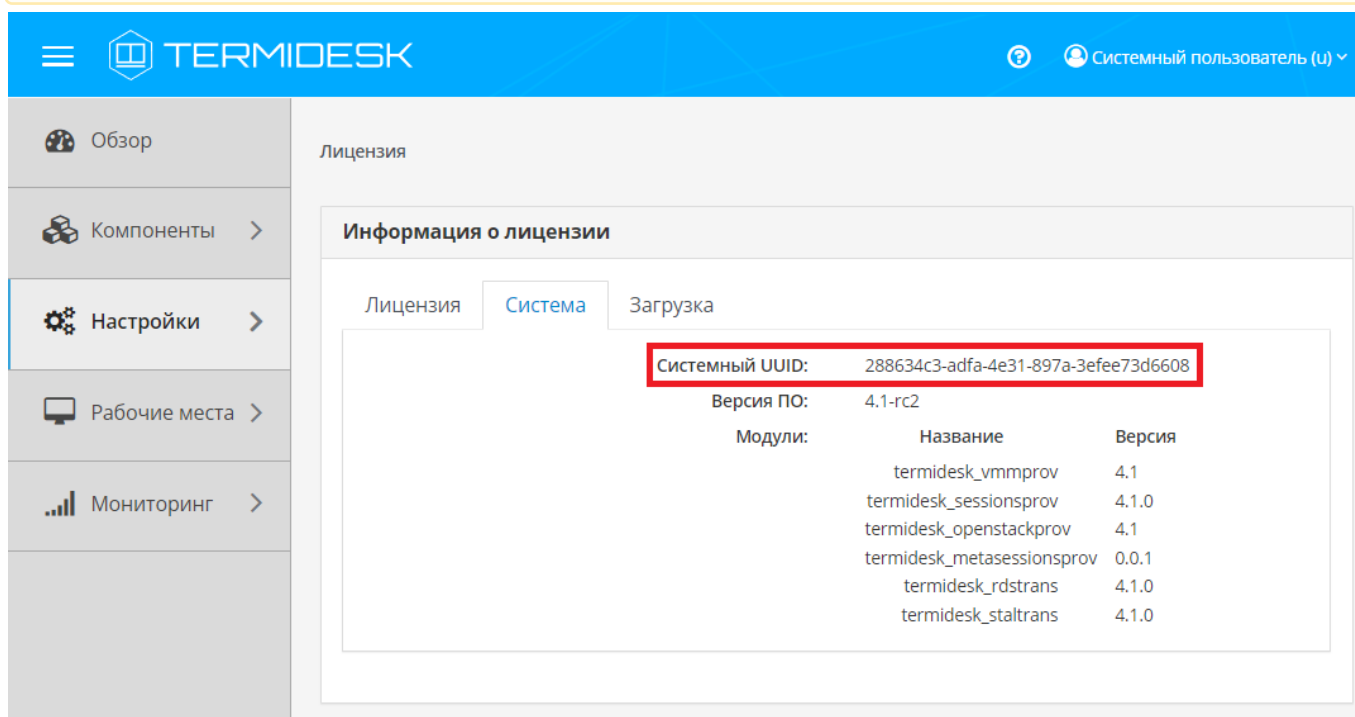 TERMIDESK
Системный пользователь (u)
Обзор
Компоненты
Настройки
Рабочие места
Мониторинг
Лицензия
Информация о лицензии
Лицензия Система Загрузка
Системный UUID: 288634c3-adfa-4e31-897a-3efee73d6608
Версия ПО: 4.1-rc2
Модули: Название Версия
termidesk_vmmprov 4.1
termidesk_sessionsprov 4.1.0
termidesk_openstackprov 4.1
termidesk_metasessionsprov 0.0.1
termidesk_rdstrans 4.1.0
termidesk_staltrans 4.1.0